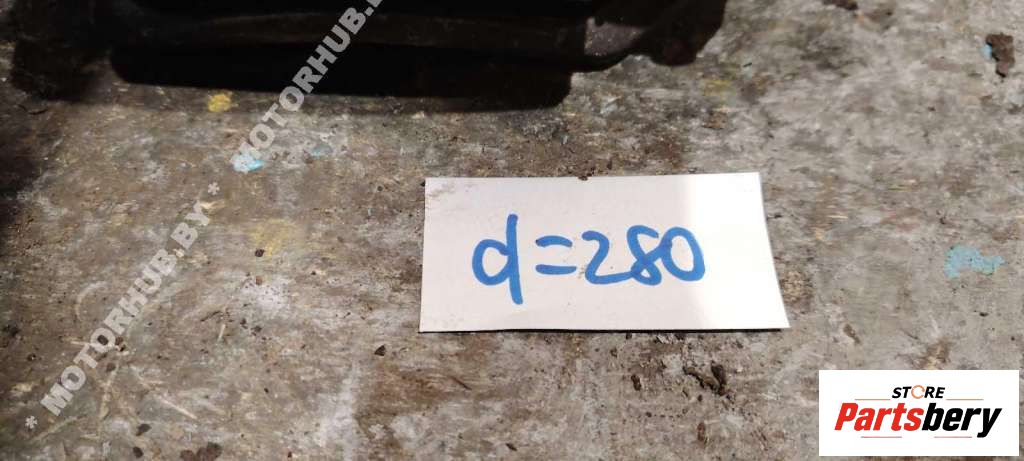 * MOTORHUB.BY * MOTORHUB.BY
d=280
STORE
Partsbery